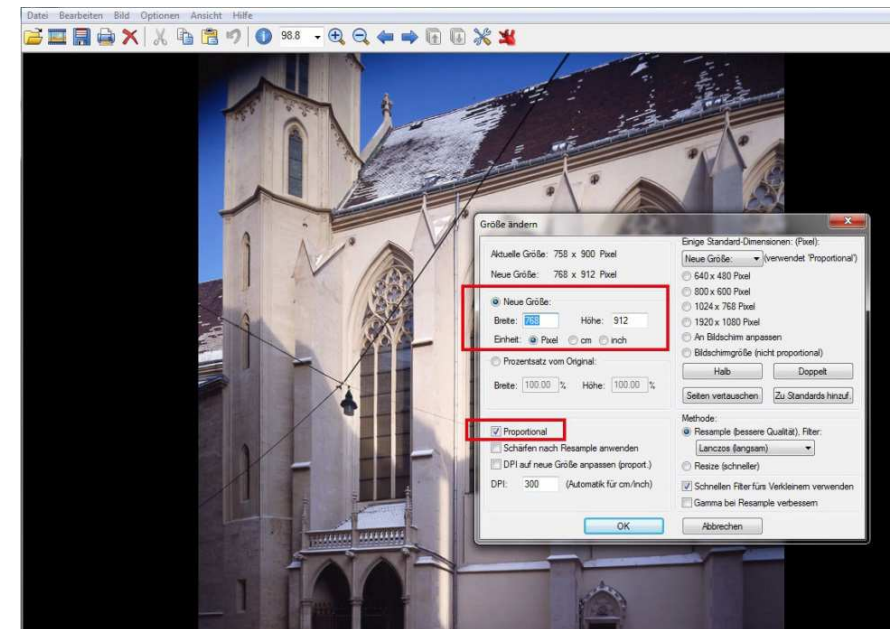 Datei Bearbeiten Bild Optionen Ansicht Hilfe
98.8
Größe ändern
Aktuelle Größe: 758 x 900 Pixel
Neue Größe: 768 x 912 Pixel
Neue Größe:
Breite: 768 Höhe: 912
Einheit: Pixel cm inch
Prozentsatz vom Original:
Breite: 100.00 % Höhe: 100.00 %
Proportional
Schärfen nach Resample anwenden
DPI auf neue Größe anpassen (proport.)
DPI: 300 (Automatik für cm/inch)
OK
Einige Standard-Dimensionen: (Pixel):
Neue Größe: (verwendet 'Proportional')
640 x 480 Pixel
800 x 600 Pixel
1024 x 768 Pixel
1920 x 1080 Pixel
An Bildschirm anpassen
Bildschirmgröße (nicht proportional)
Halb Doppelt
Seiten vertauschen Zu Standards hinzuf.
Methode:
Resample (bessere Qualität), Filter:
Lanczos (langsam)
Resize (schneller)
Schnellen Filter fürs Verkleinern verwenden
Gamma bei Resample verbessern
Abbrechen